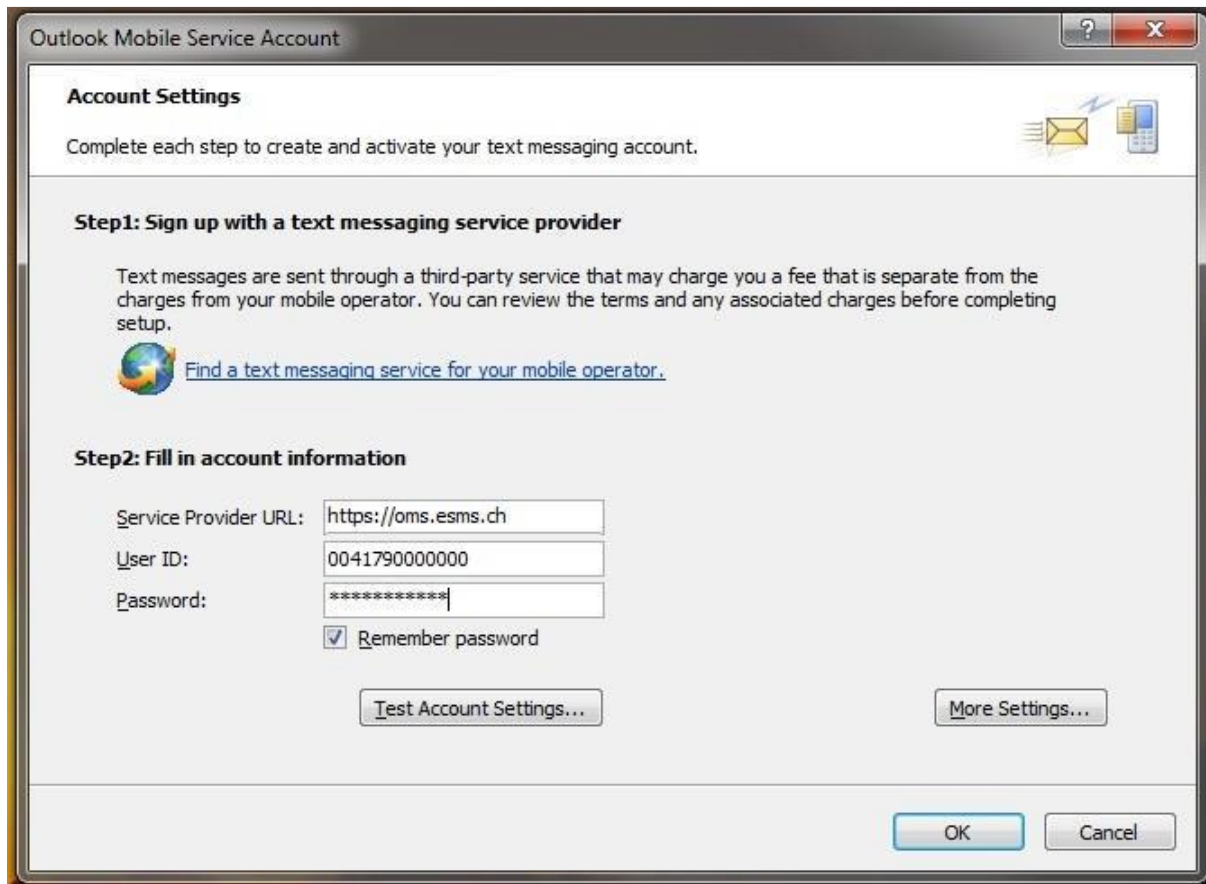 Outlook Mobile Service Account
?
Account Settings
Complete each step to create and activate your text messaging account.
Step1: Sign up with a text messaging service provider
Text messages are sent through a third-party service that may charge you a fee that is separate from the
charges from your mobile operator. You can review the terms and any associated charges before completing
setup.
Find a text messaging service for your mobile operator.
Step2: Fill in account information
Service Provider URL: https://oms.esms.ch
User ID: 0041790000000
Password: ***********
Remember password
Test Account Settings... More Settings...
OK Cancel